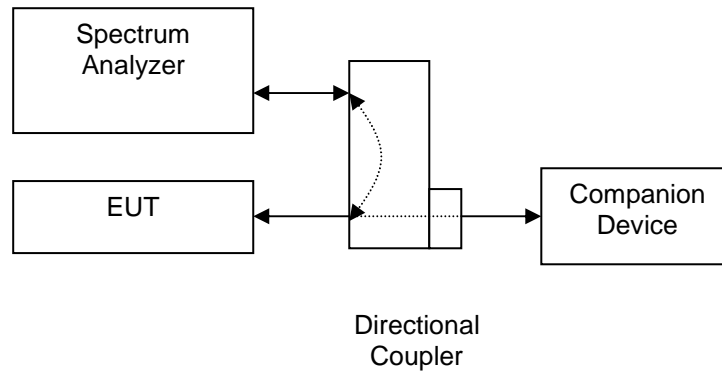 Spectrum
Analyzer
EUT
Companion
Device
Directional
Coupler